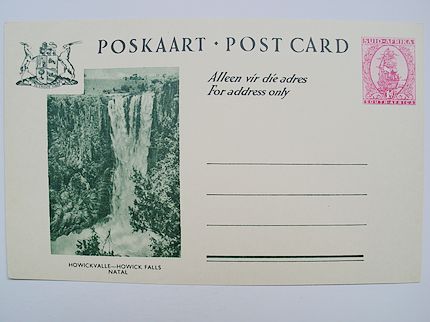 POSKAART · POST CARD
SUID-AFRIKA
SOUTH-AFRICA
Alleen vir die adres
For address only
HOWICKVALLE—HOWICK FALLS
NATAL